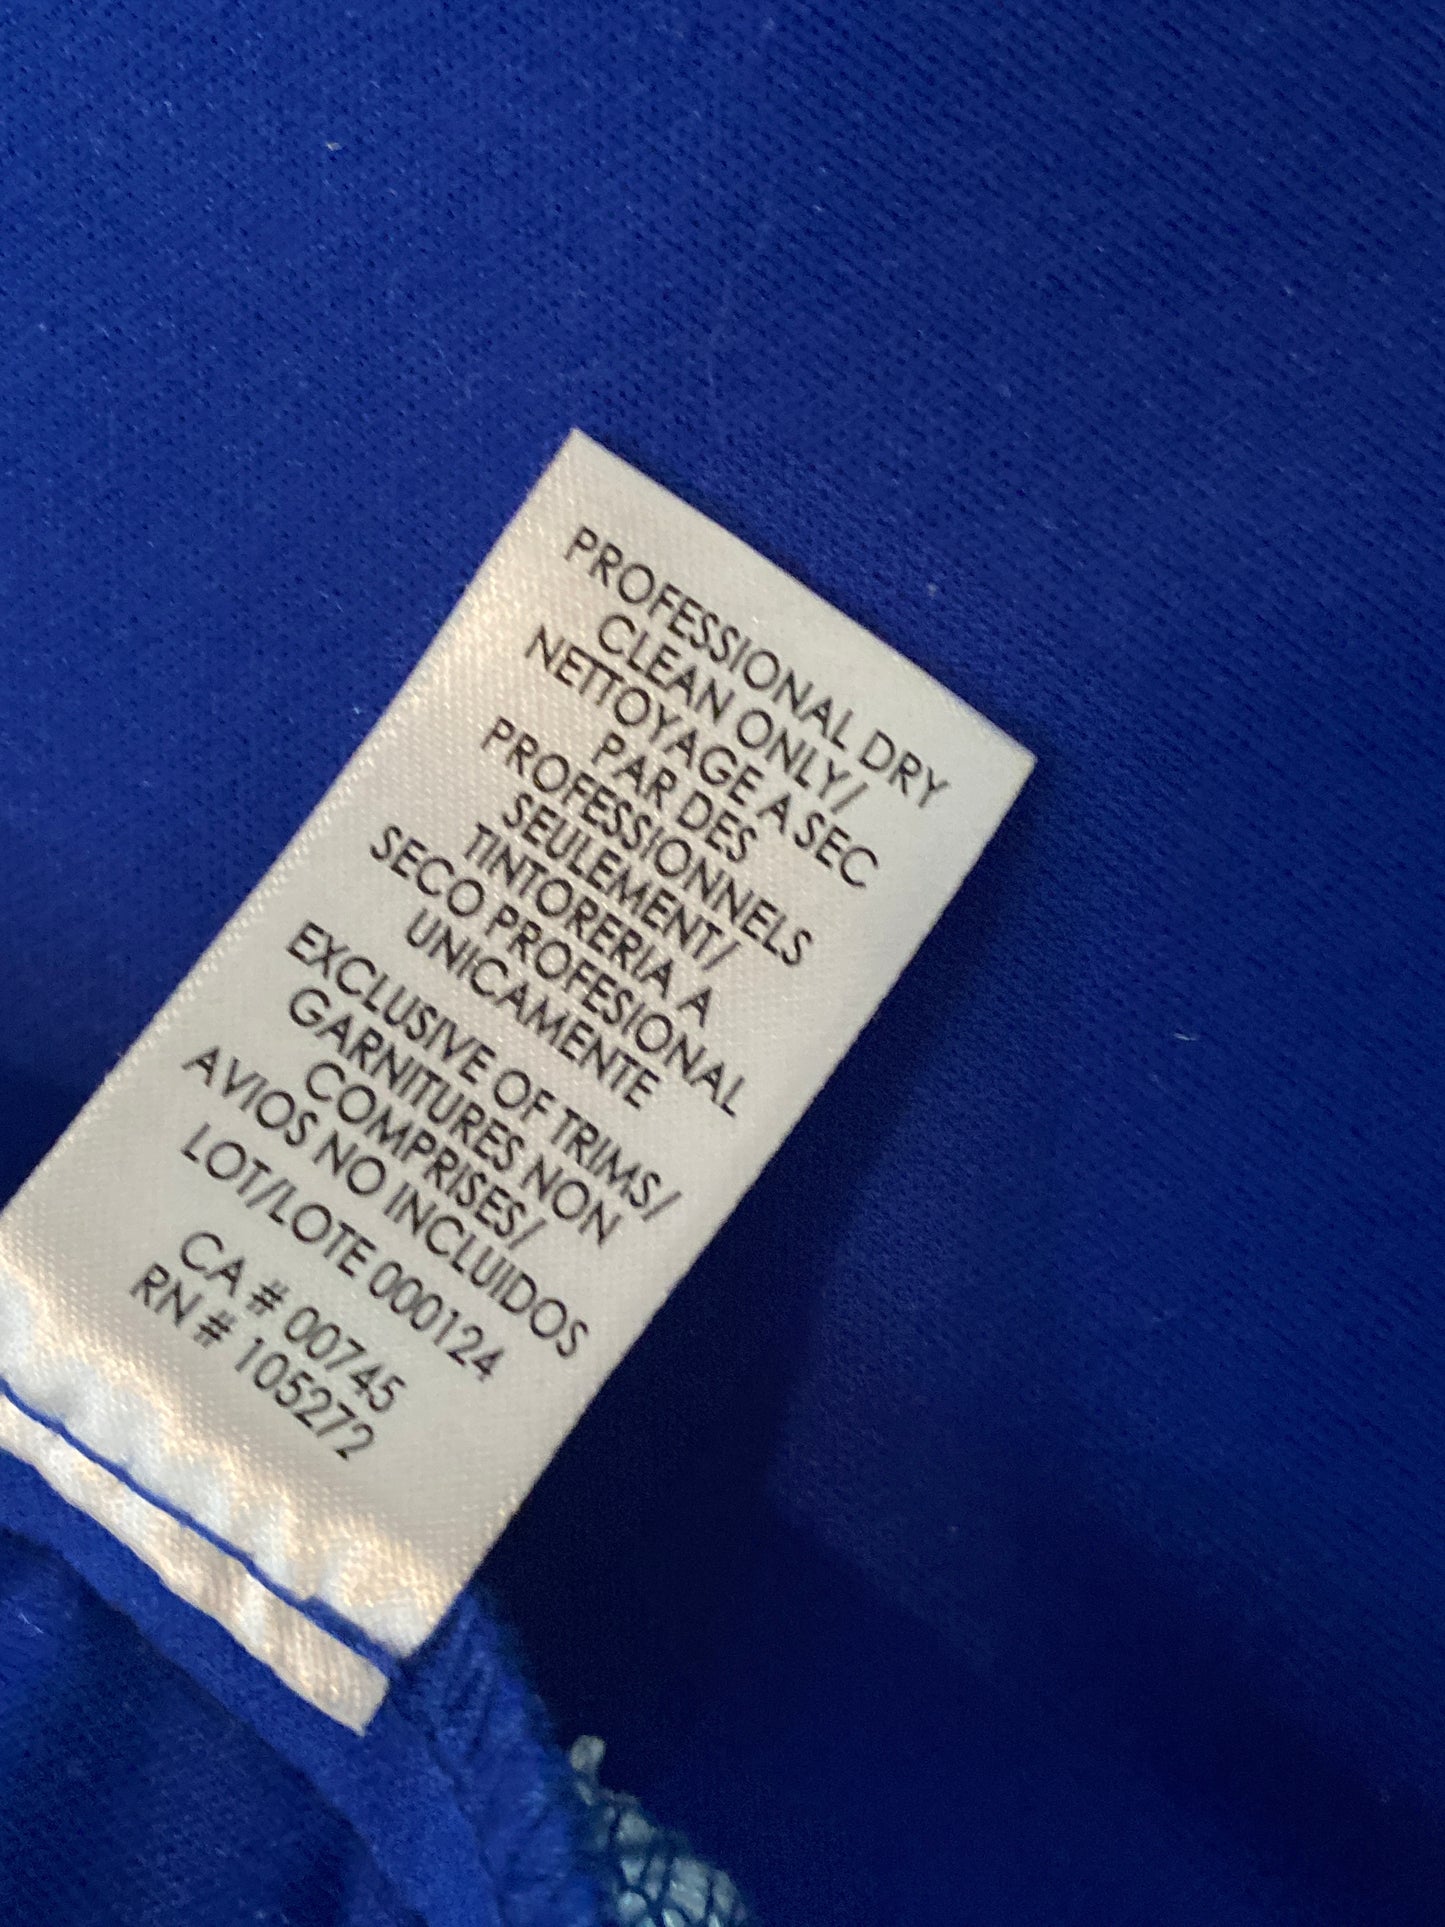 PROFESSIONAL DRY
CLEAN ONLY/
NETTOYAGE A SEC
PAR DES
PROFESSIONNELS
SEULEMENT/
TINTORERIA A
SECO PROFESIONAL
UNICAMENTE
EXCLUSIVE OF TRIMS/
GARNITURES NON
COMPRISES/
AVIOS NO INCLUIDOS
LOT/LOTE 000124
CA # 00745
RN # 105272